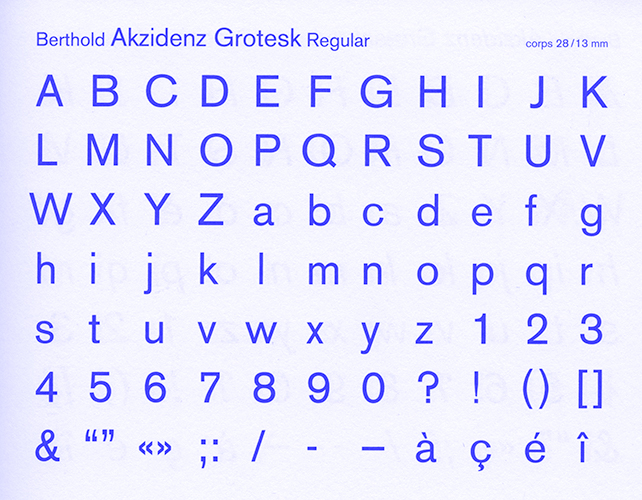 Berthold Akzidenz Grotesk Regular corps 28/13 mm
A B C D E F G H I J K
L M N O P Q R S T U V
W X Y Z a b c d e f g
h i j k l m n o p q r
s t u v w x y z 1 2 3
4 5 6 7 8 9 0 ? ! () []
& “” «» ;: / - – à ç é î